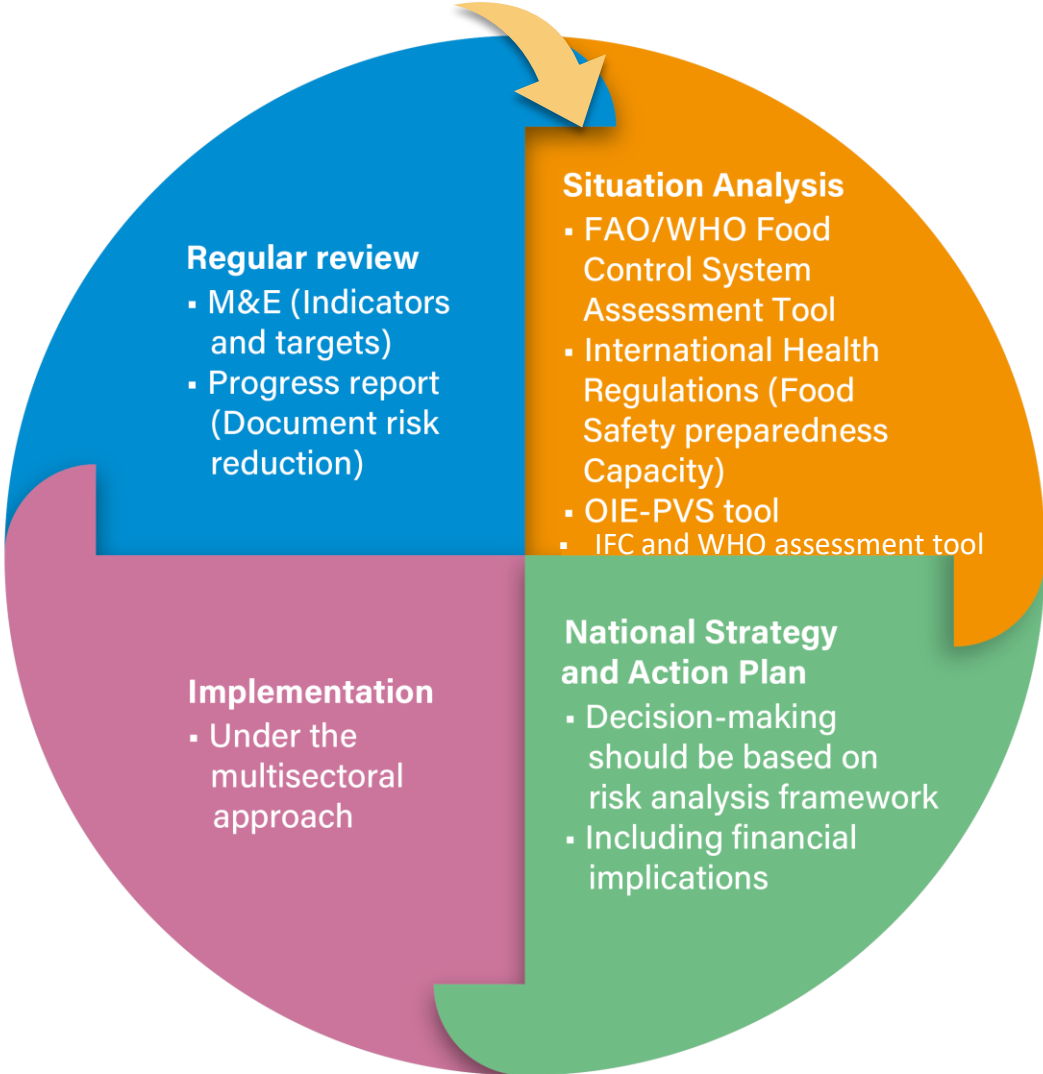 Situation Analysis
▪ FAO/WHO Food
Control System
Assessment Tool
▪ International Health
Regulations (Food
Safety preparedness
Capacity)
▪ OIE-PVS tool
▪ IFC and WHO assessment tool
National Strategy
and Action Plan
▪ Decision-making
should be based on
risk analysis framework
▪ Including financial
implications
Implementation
▪ Under the
multisectoral
approach
Regular review
▪ M&E (Indicators
and targets)
▪ Progress report
(Document risk
reduction)